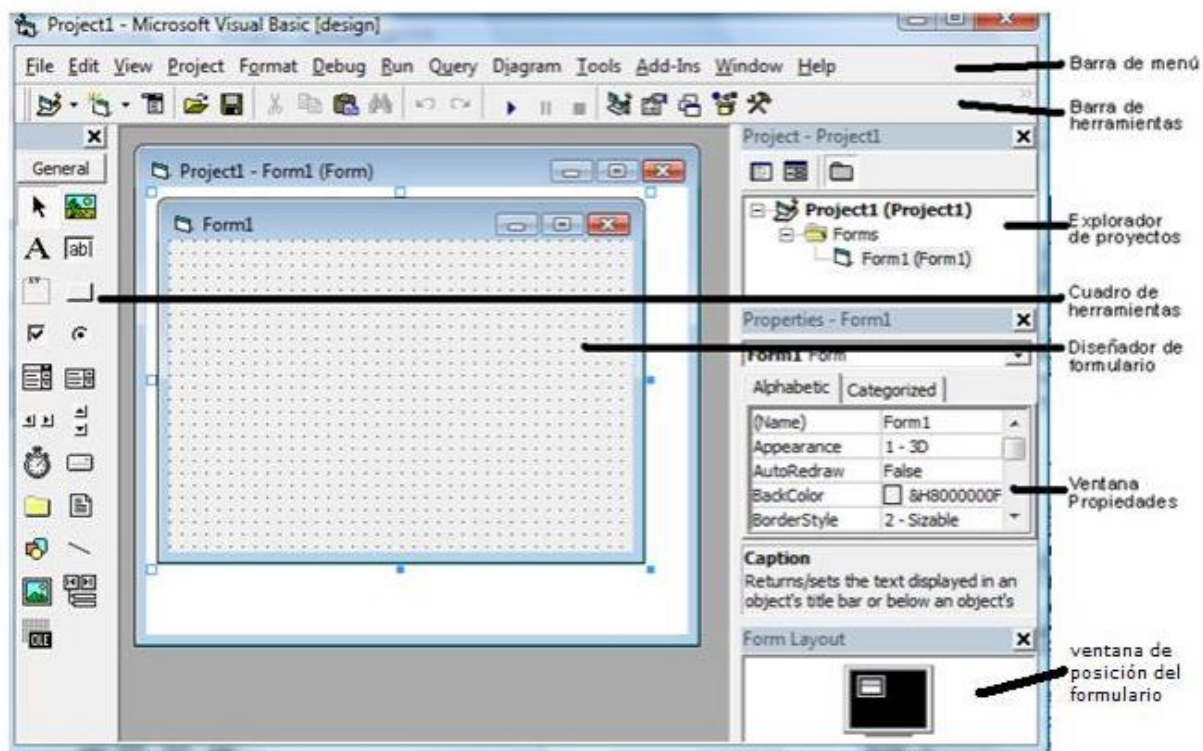 Project1 - Microsoft Visual Basic [design]
File Edit View Project Format Debug Run Query Diagram Tools Add-Ins Window Help
Barra de menú
Barra de
herramientas
General
Project1 - Form1 (Form)
Form1
Project - Project1
Project1 (Project1)
Forms
Form1 (Form1)
Explorador
de proyectos
A
ab
XY
OLE
Cuadro de
herramientas
Properties - Form1
Diseñador de
formulario
Form1 Form
Alphabetic
Categorized
(Name) Form1
Appearance 1 - 3D
AutoRedraw False
BackColor &H8000000F
BorderStyle 2 - Sizable
Ventana
Propiedades
Caption
Returns/sets the text displayed in an
object's title bar or below an object's
Form Layout
ventana de
posición del
formulario